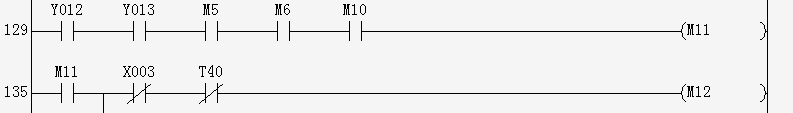 Y012 Y013 M5 M6 M10
129 (M11 )
M11 X003 T40
135 (M12 )